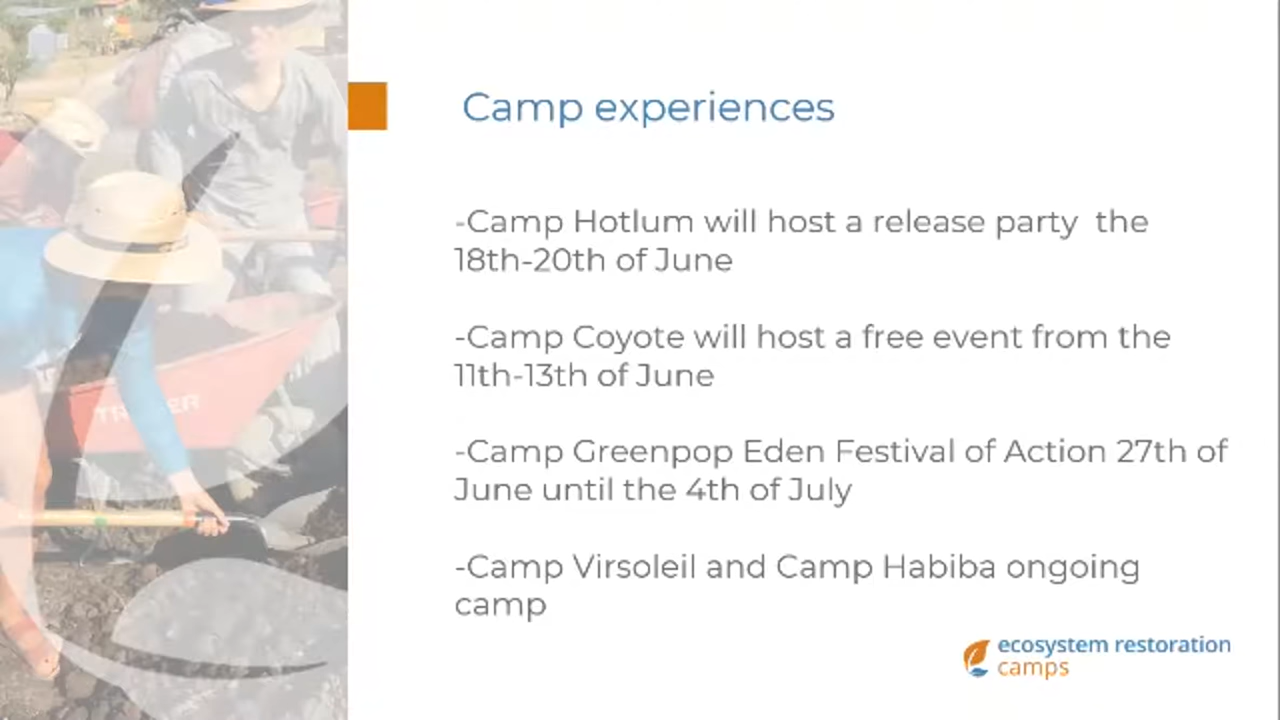 Camp experiences
-Camp Hotlum will host a release party the
18th-20th of June
-Camp Coyote will host a free event from the
11th-13th of June
-Camp Greenpop Eden Festival of Action 27th of
June until the 4th of July
-Camp Virsoleil and Camp Habiba ongoing
camp
ecosystem restoration
camps